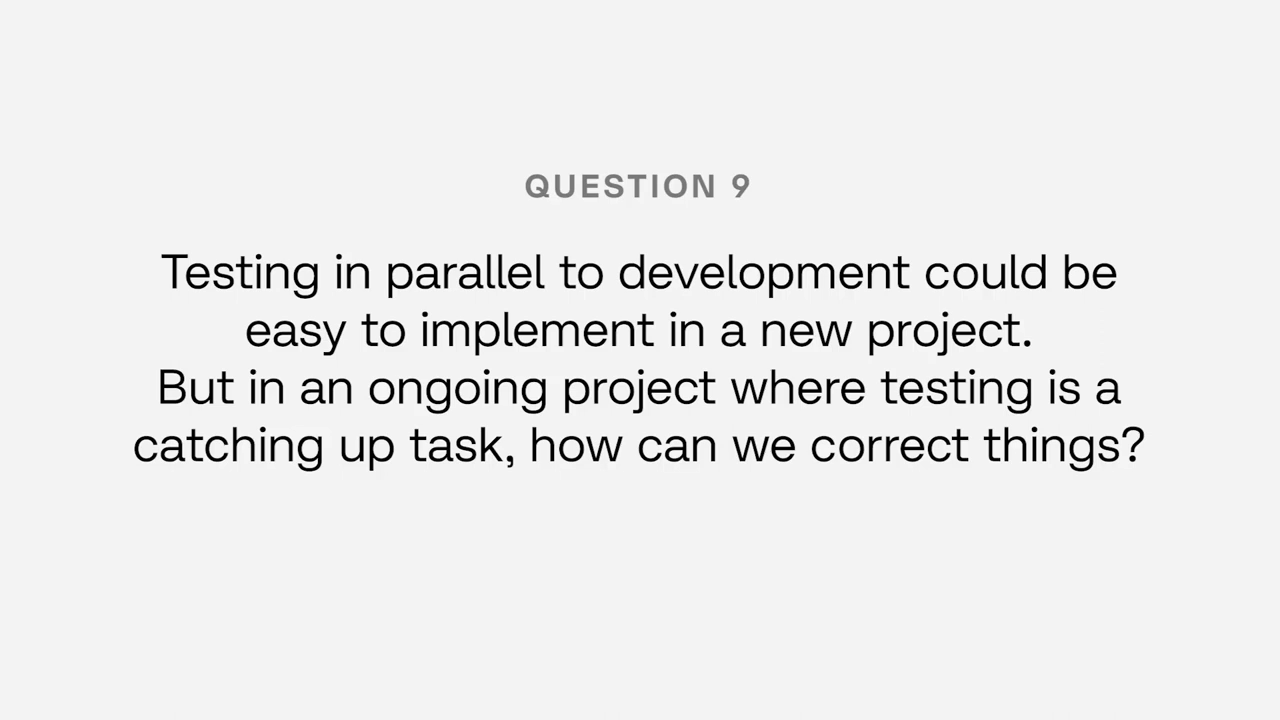 QUESTION 9
Testing in parallel to development could be
easy to implement in a new project.
But in an ongoing project where testing is a
catching up task, how can we correct things?